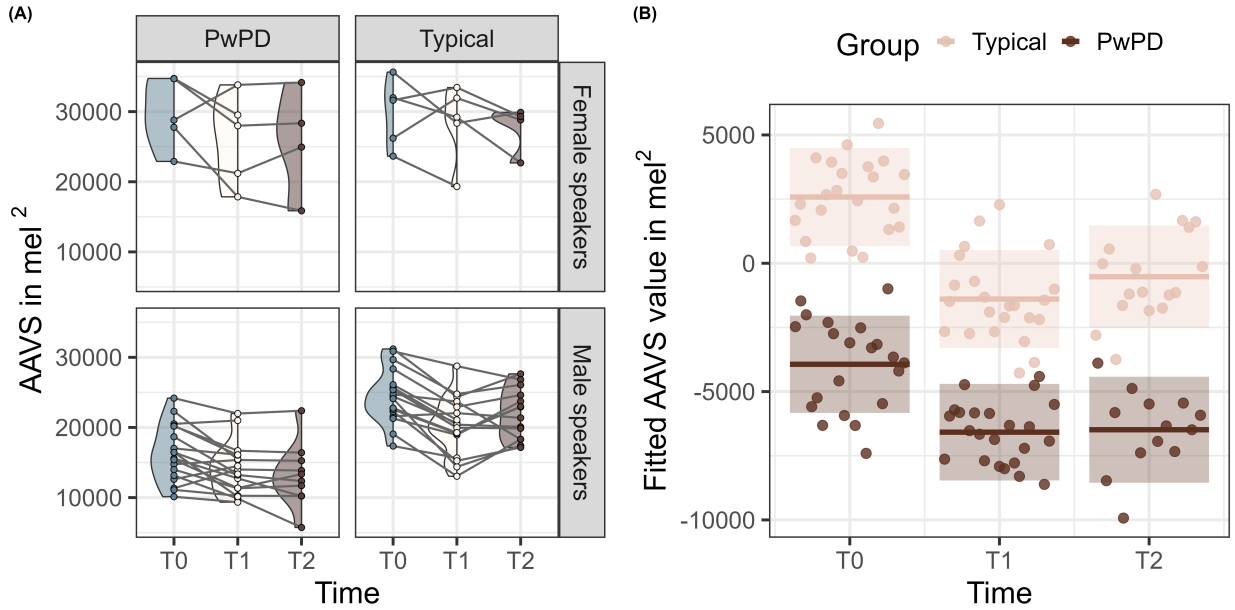 (A)
PwPD
Typical
30000
20000
10000
Female speakers
30000
20000
10000
Male speakers
AAVS in mel ²
T0 T1 T2
T0 T1 T2
Time
(B)
Group Typical PwPD
Fitted AAVS value in mel²
5000
0
-5000
-10000
T0 T1 T2
Time